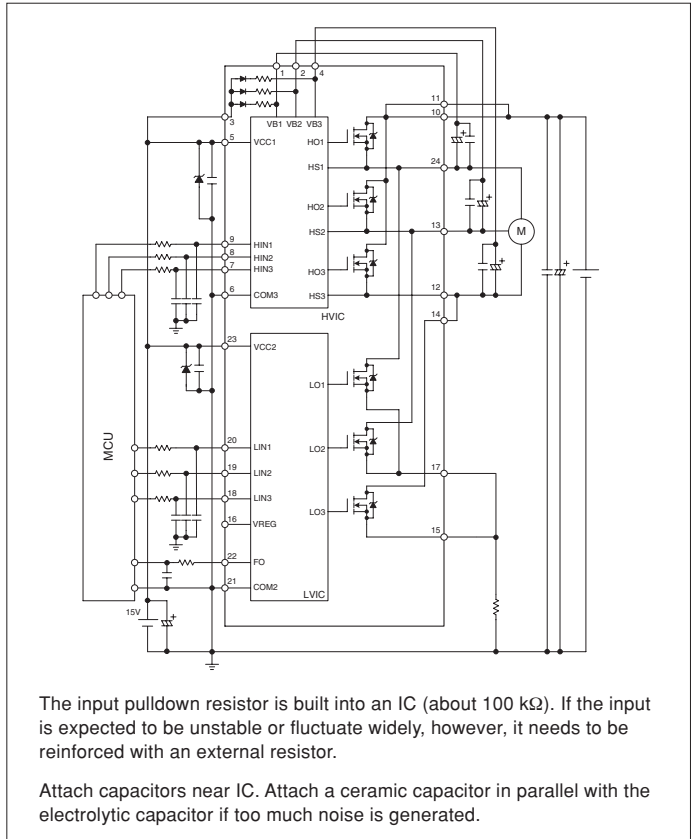 1 2 4
11
3 VB1 VB2 VB3 10
5 VCC1 HO1
HS1 24
HO2
9 HIN1 HS2 13 M
8 HIN2
7 HIN3 HO3
6 COM3 HS3 12
HVIC 14
23 VCC2
LO1
MCU
20 LIN1 LO2
19 LIN2 17
18 LIN3 LO3
16 VREG 15
22 FO
21 COM2
LVIC
15V
The input pulldown resistor is built into an IC (about 100 kΩ). If the input
is expected to be unstable or fluctuate widely, however, it needs to be
reinforced with an external resistor.
Attach capacitors near IC. Attach a ceramic capacitor in parallel with the
electrolytic capacitor if too much noise is generated.